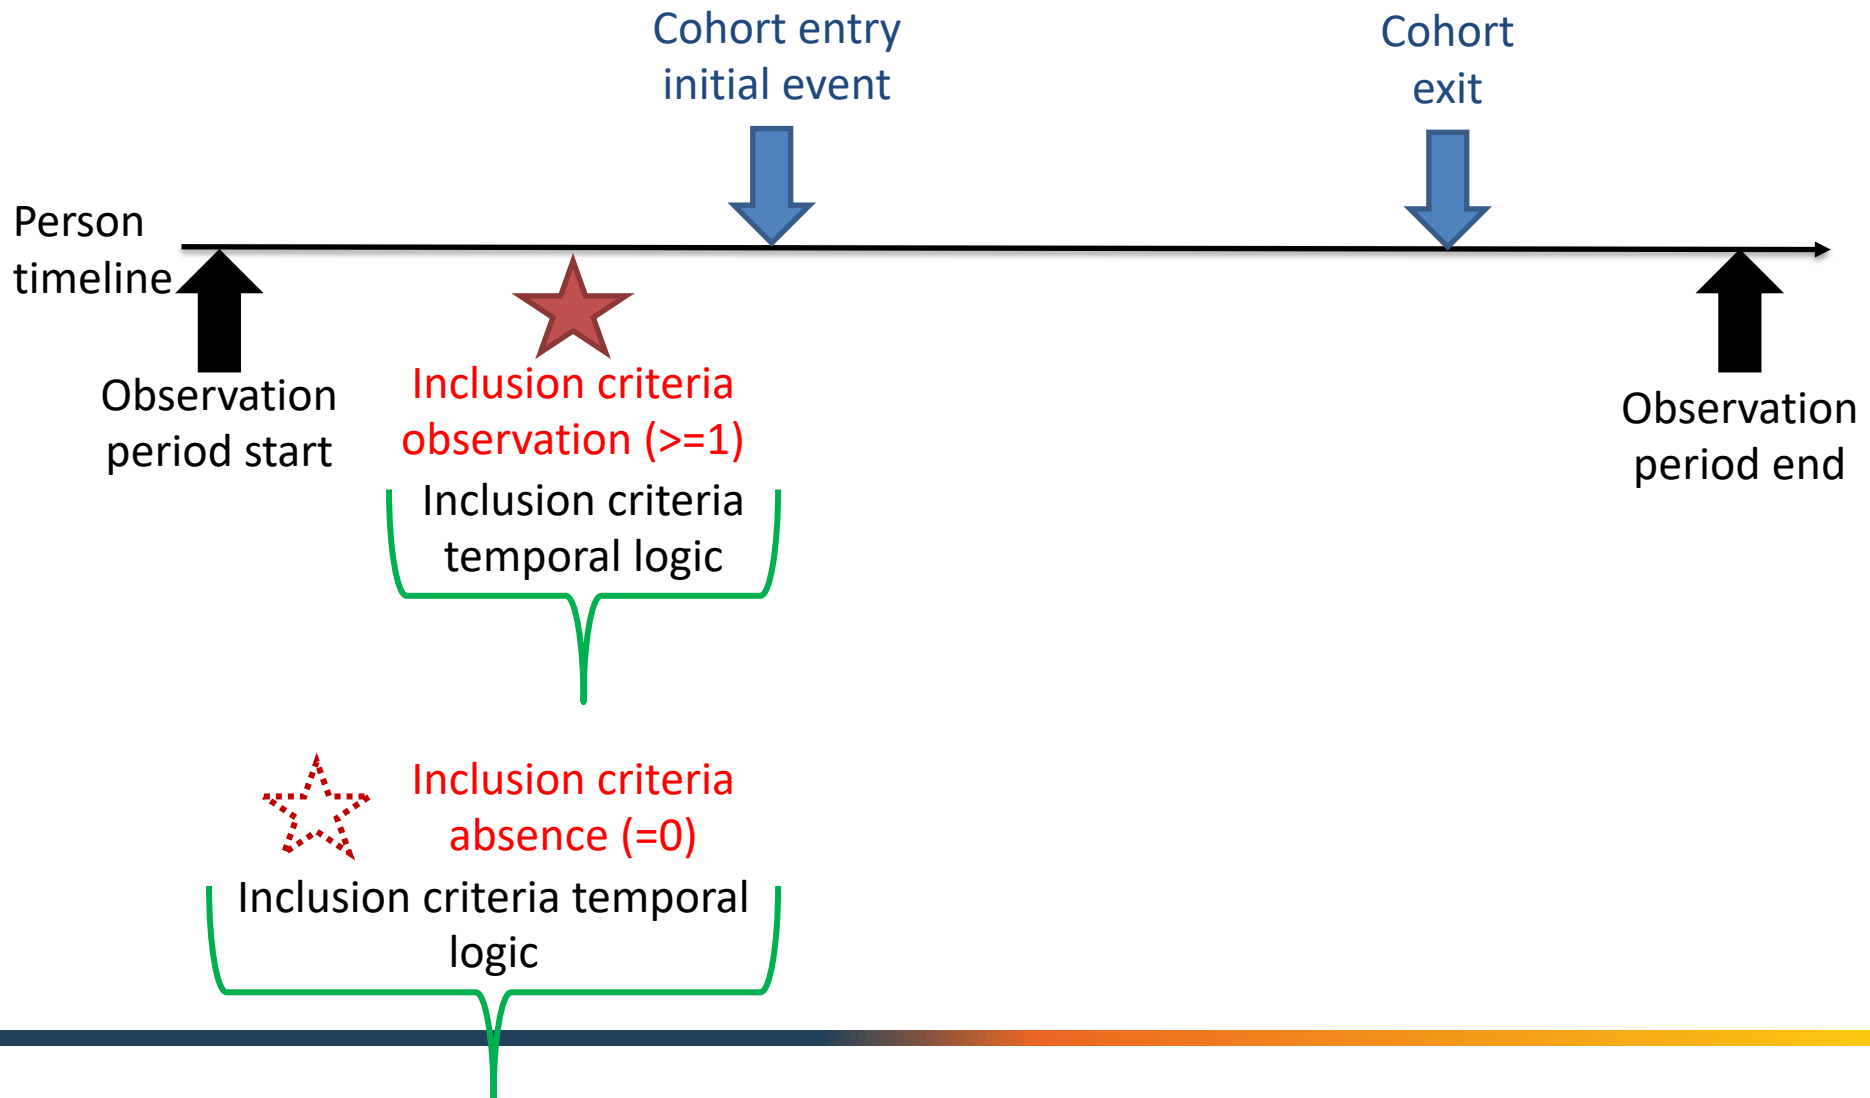 Cohort entry
initial event
Cohort
exit
Person
timeline
Observation
period start
Inclusion criteria
observation (>=1)
Inclusion criteria
temporal logic
Observation
period end
Inclusion criteria
absence (=0)
Inclusion criteria temporal
logic